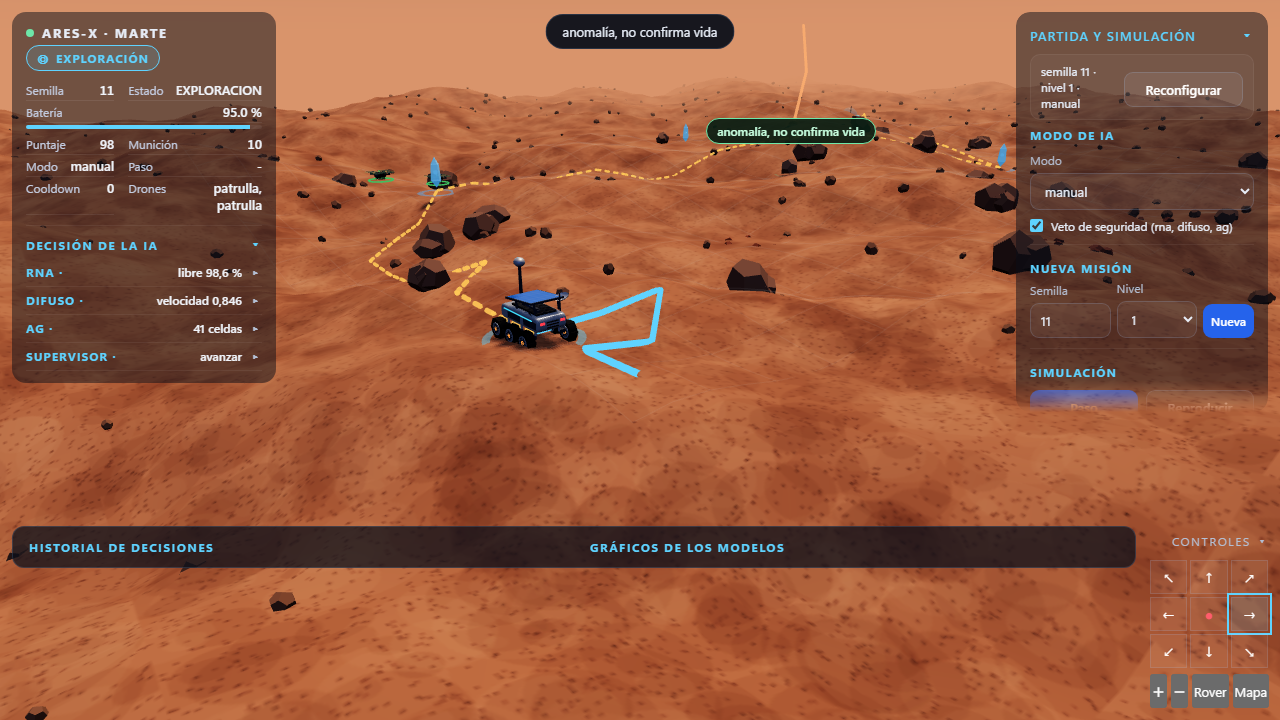 ARES-X · MARTE
EXPLORACIÓN
Semilla 11 Estado EXPLORACION
Batería 95.0 %
Puntaje 98 Munición 10
Modo manual Paso -
Cooldown 0 Drones patrulla,
patrulla
DECISIÓN DE LA IA
RNA · libre 98,6 %
DIFUSO · velocidad 0,846
AG · 41 celdas
SUPERVISOR · avanzar
anomalía, no confirma vida
anomalía, no confirma vida
PARTIDA Y SIMULACIÓN
semilla 11 ·
nivel 1 ·
manual
Reconfigurar
MODO DE IA
Modo
manual
Veto de seguridad (rna, difuso, ag)
NUEVA MISIÓN
Semilla Nivel
11 1 Nueva
SIMULACIÓN
Paso Reproducir
HISTORIAL DE DECISIONES
GRÁFICOS DE LOS MODELOS
CONTROLES
↖ ↑ ↗
← →
↙ ↓ ↘
+ − Rover Mapa